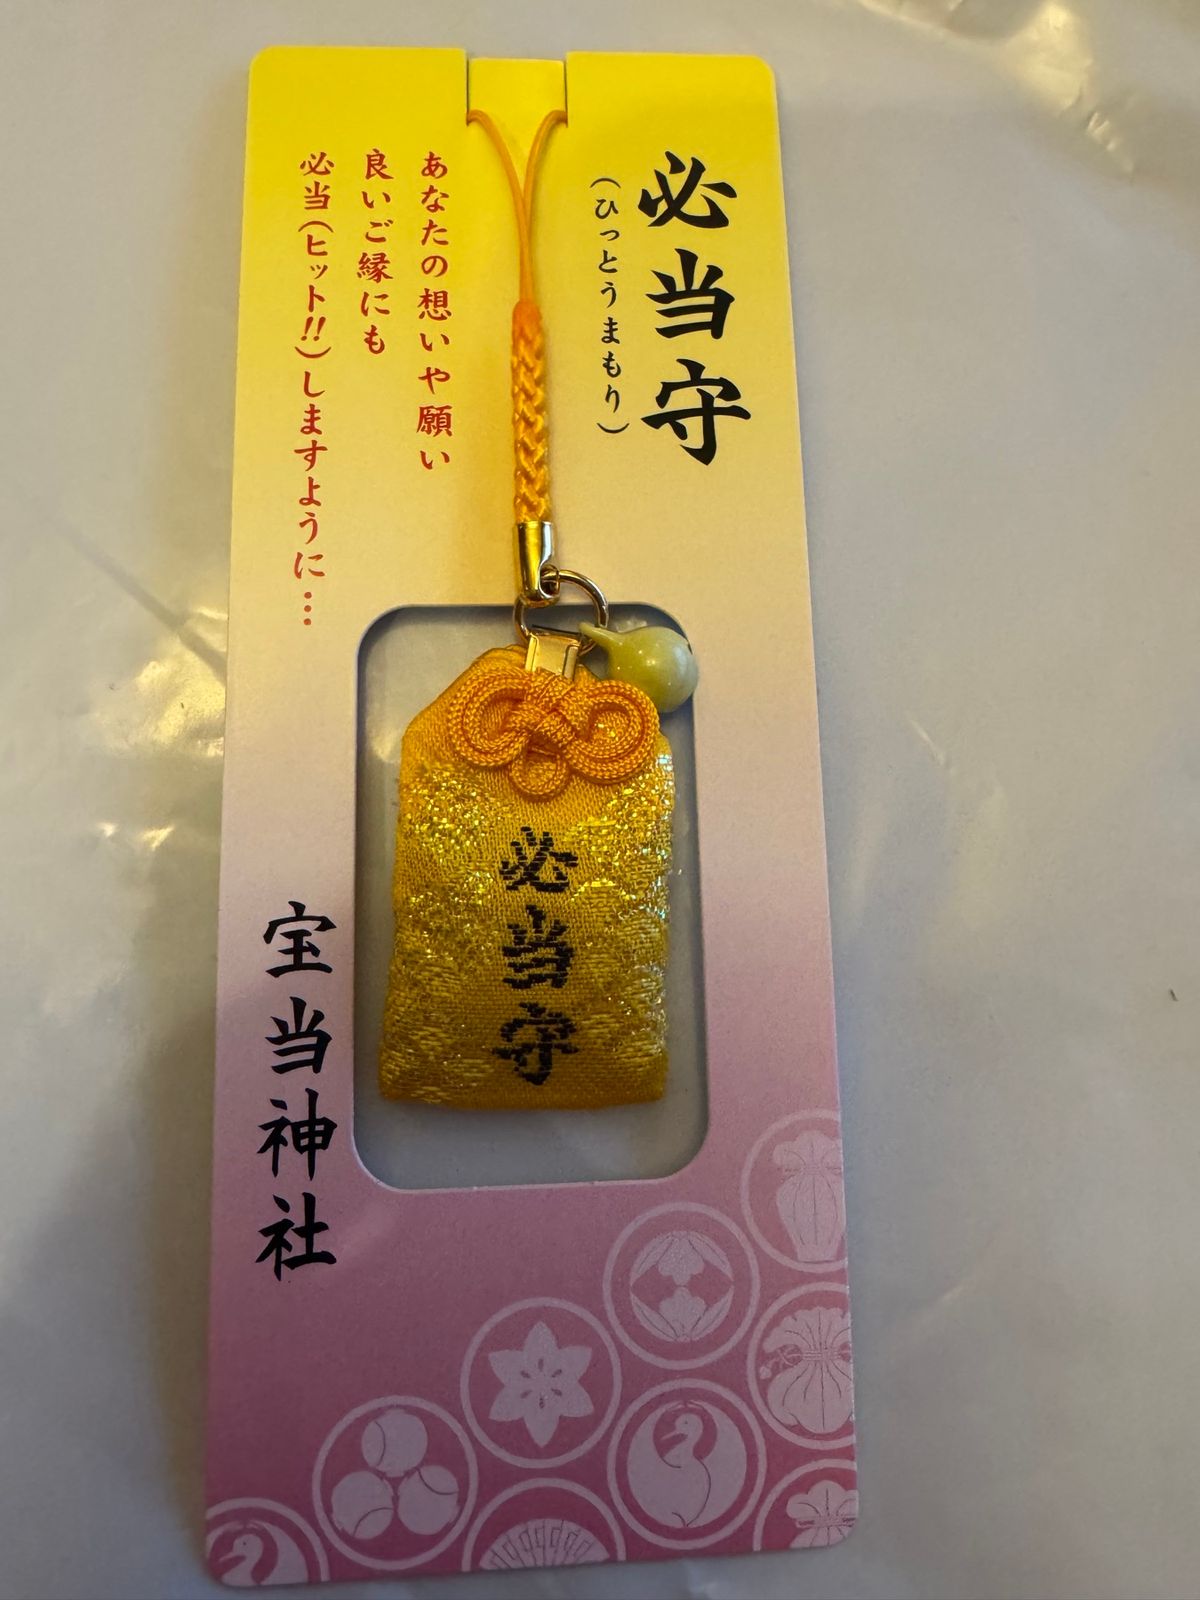 必当守
（ひっとうまもり）
あなたの想いや願い
良いご縁にも
必当（ヒット!!）しますように…
必当守
宝当神社